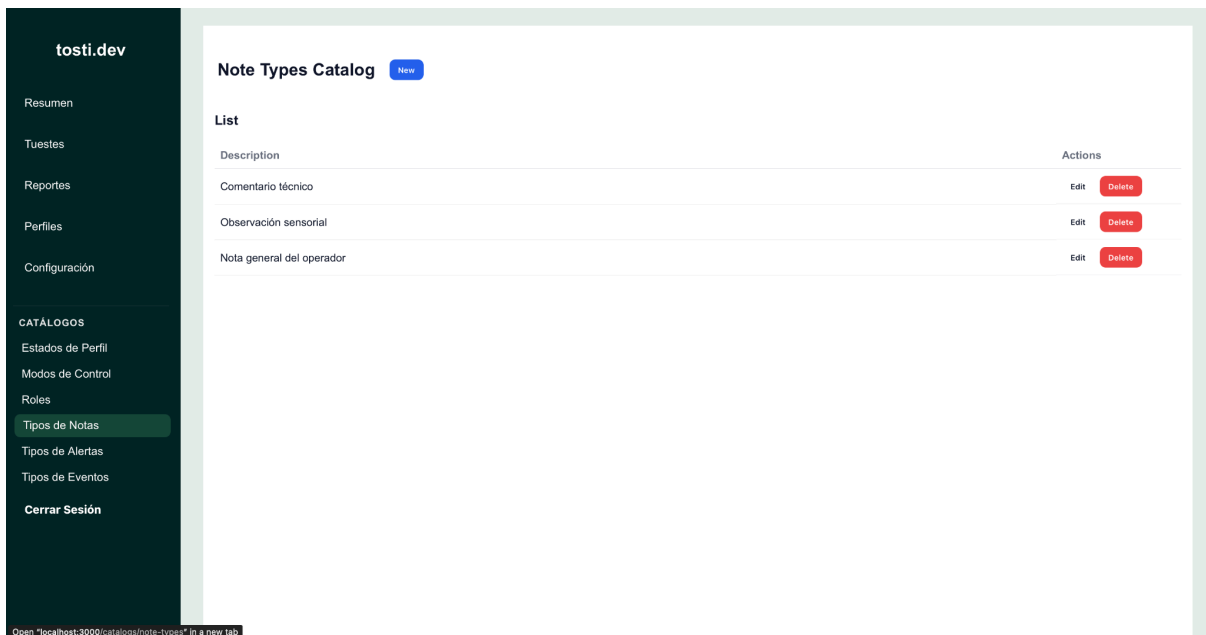 tosti.dev
Resumen
Tuestes
Reportes
Perfiles
Configuración
CATÁLOGOS
Estados de Perfil
Modos de Control
Roles
Tipos de Notas
Tipos de Alertas
Tipos de Eventos
Cerrar Sesión
Note Types Catalog New
List
Description Actions
Comentario técnico Edit Delete
Observación sensorial Edit Delete
Nota general del operador Edit Delete
Open "localhost:3000/catalogs/note-types" in a new tab